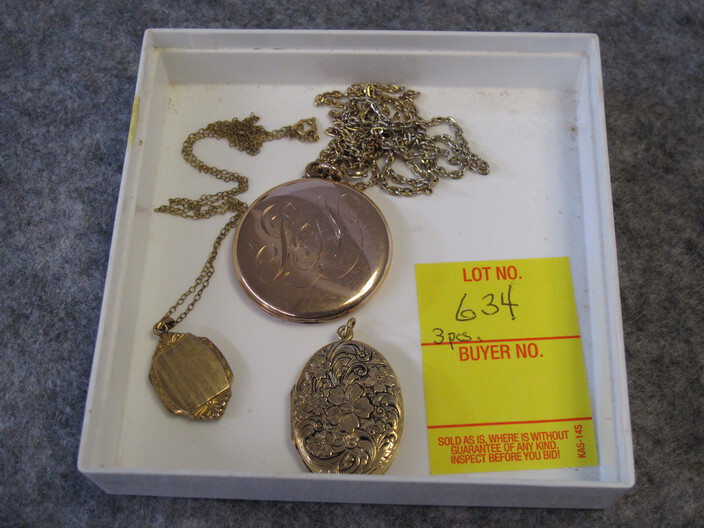 LOT NO.
634
3 pcs.
BUYER NO.
SOLD AS IS, WHERE IS WITHOUT
GUARANTEE OF ANY KIND.
INSPECT BEFORE YOU BID!
KAS-14S